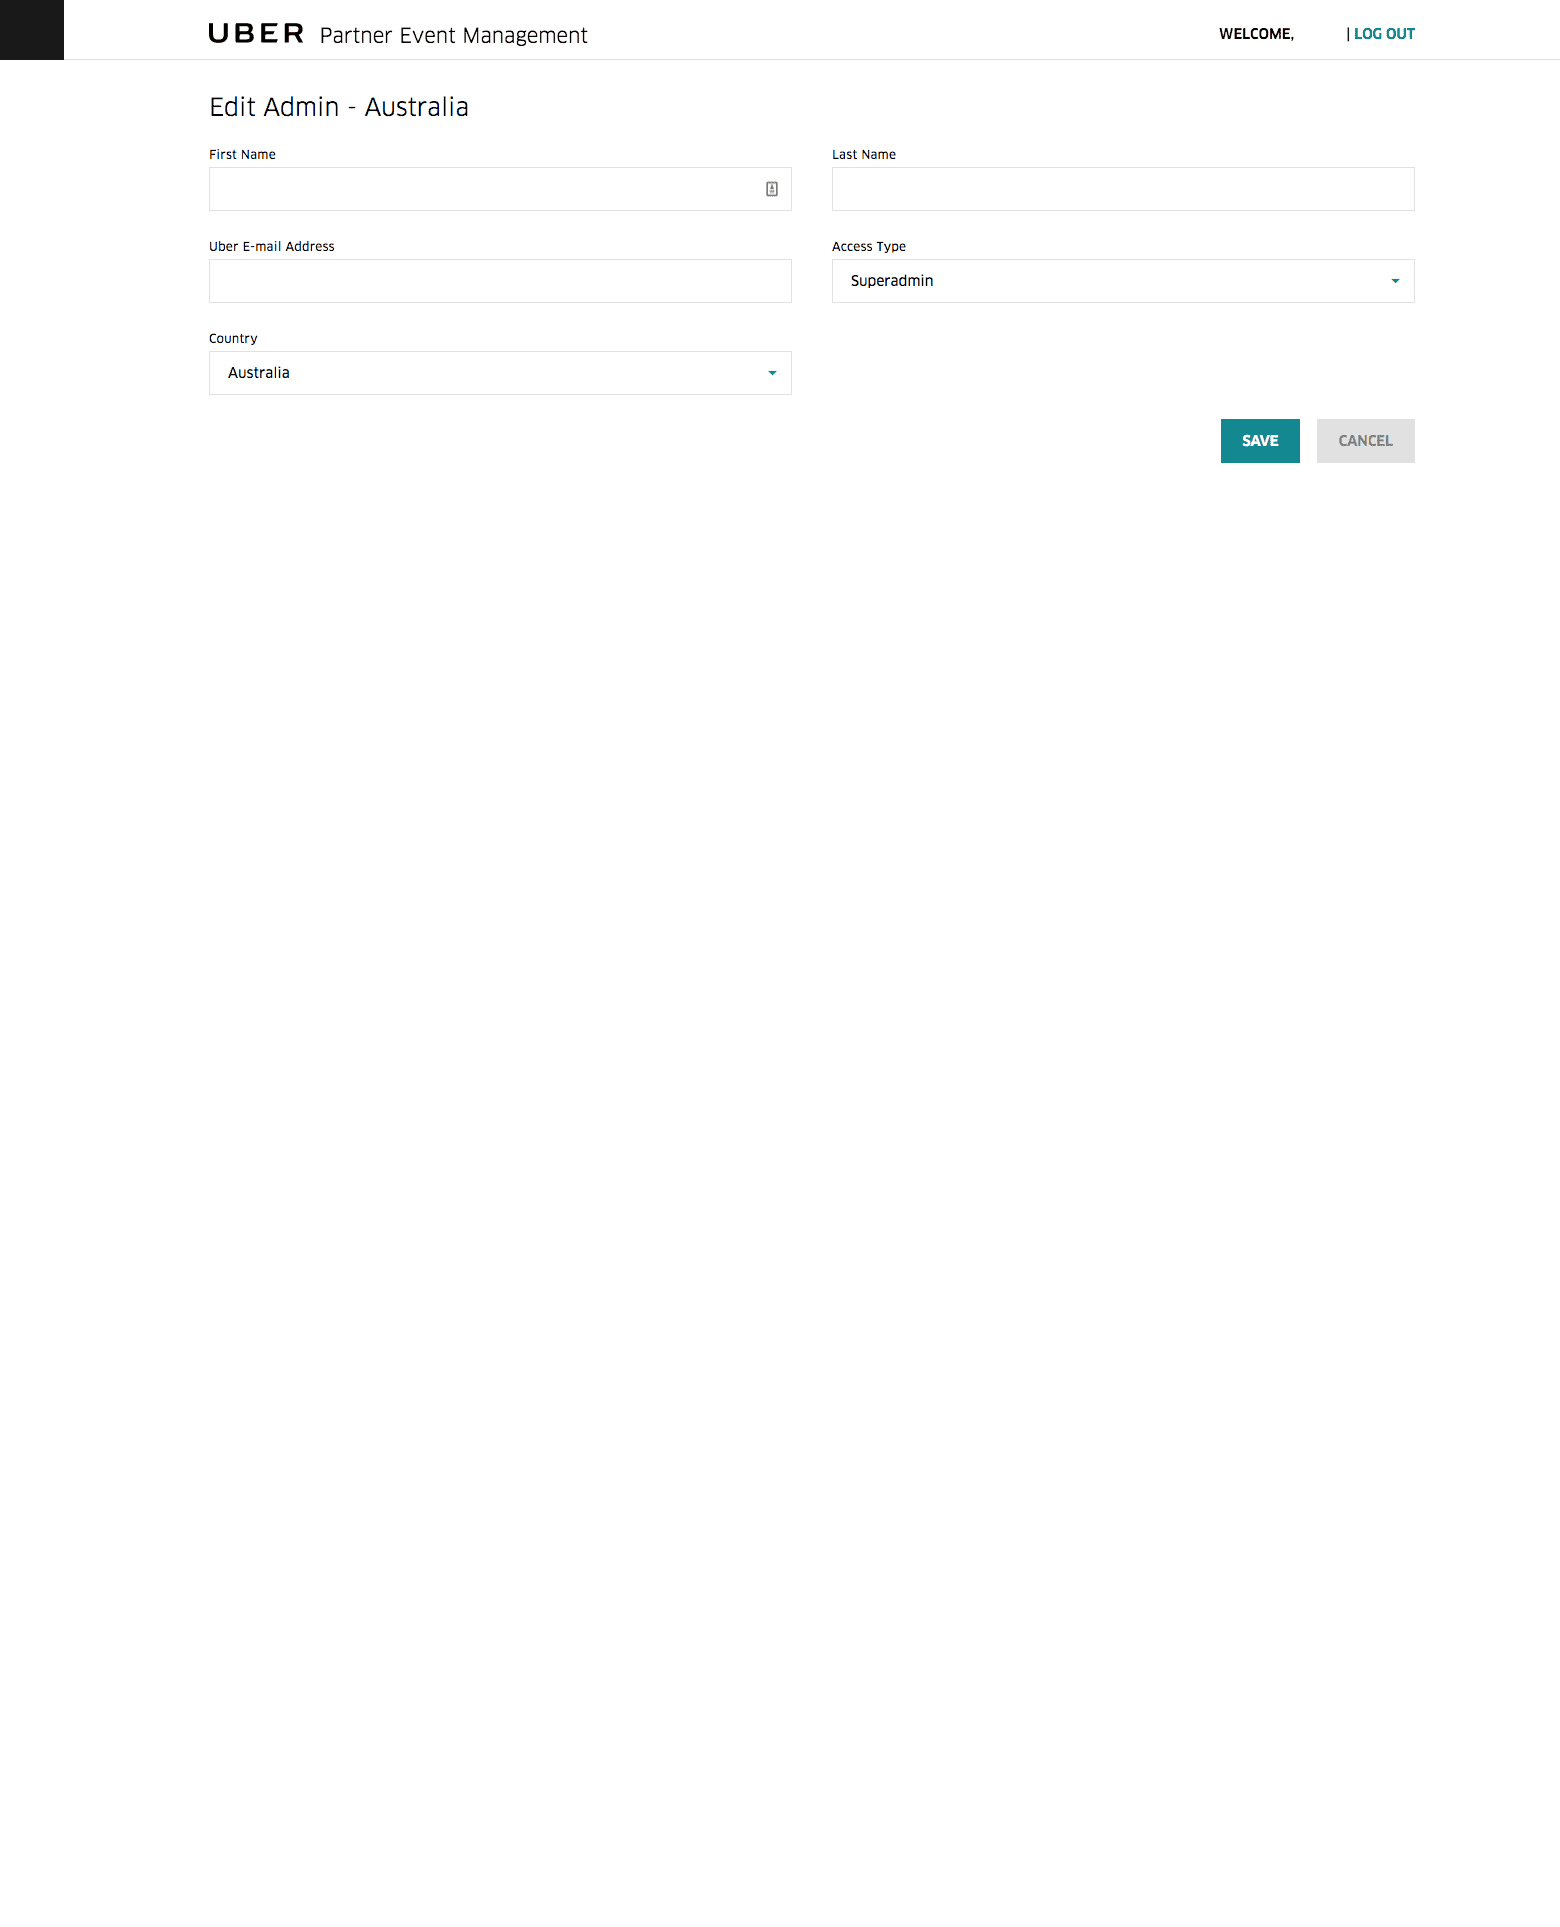 UBER Partner Event Management WELCOME, | LOG OUT
Edit Admin - Australia
First Name Last Name
Uber E-mail Address Access Type
Superadmin
Country
Australia
SAVE CANCEL